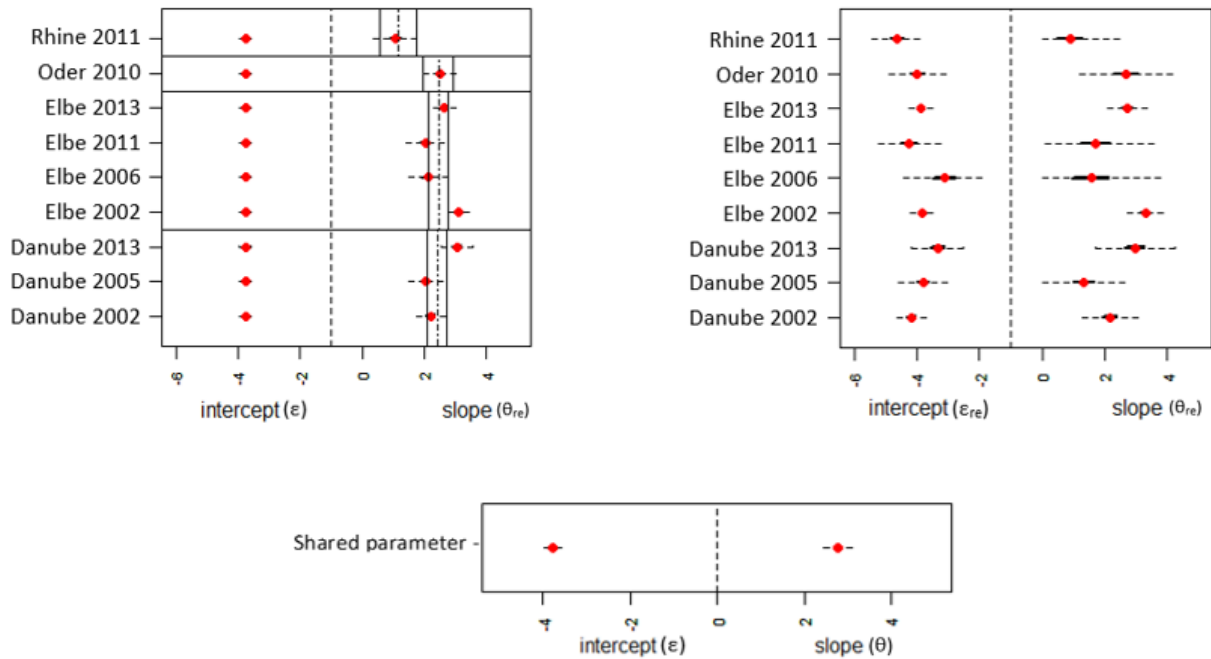 Rhine 2011
Oder 2010
Elbe 2013
Elbe 2011
Elbe 2006
Elbe 2002
Danube 2013
Danube 2005
Danube 2002
-6 -4 -2 0 2 4
intercept (ε) slope (θre)
Rhine 2011
Oder 2010
Elbe 2013
Elbe 2011
Elbe 2006
Elbe 2002
Danube 2013
Danube 2005
Danube 2002
-6 -4 -2 0 2 4
intercept (εre) slope (θre)
Shared parameter
-4 -2 0 2 4
intercept (ε) slope (θ)